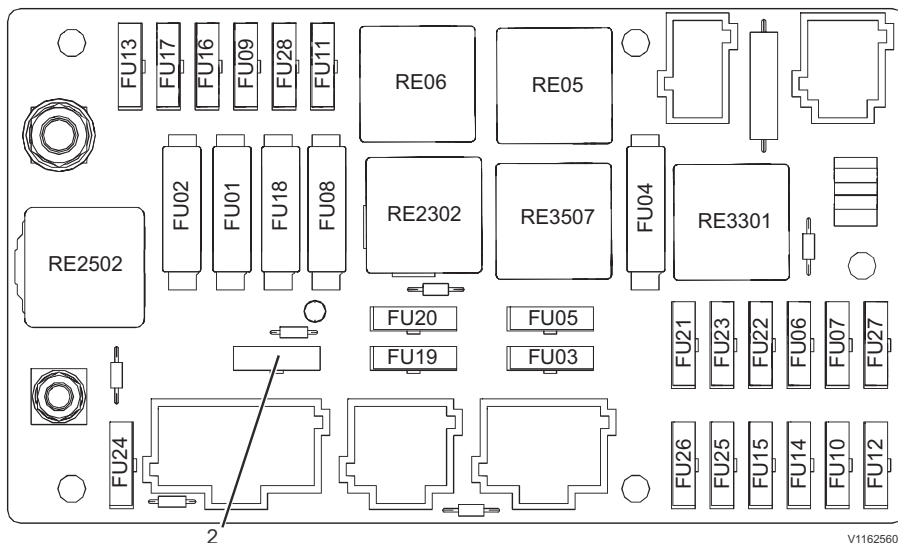 FU13 FU17 FU16 FU09 FU28 FU11
RE06 RE05
FU02 FU01 FU18 FU08 RE2302 RE3507 FU04 RE3301
RE2502
FU20 FU05
FU19 FU03
FU21 FU23 FU22 FU06 FU07 FU27
FU24
FU26 FU25 FU15 FU14 FU10 FU12
2
V1162560